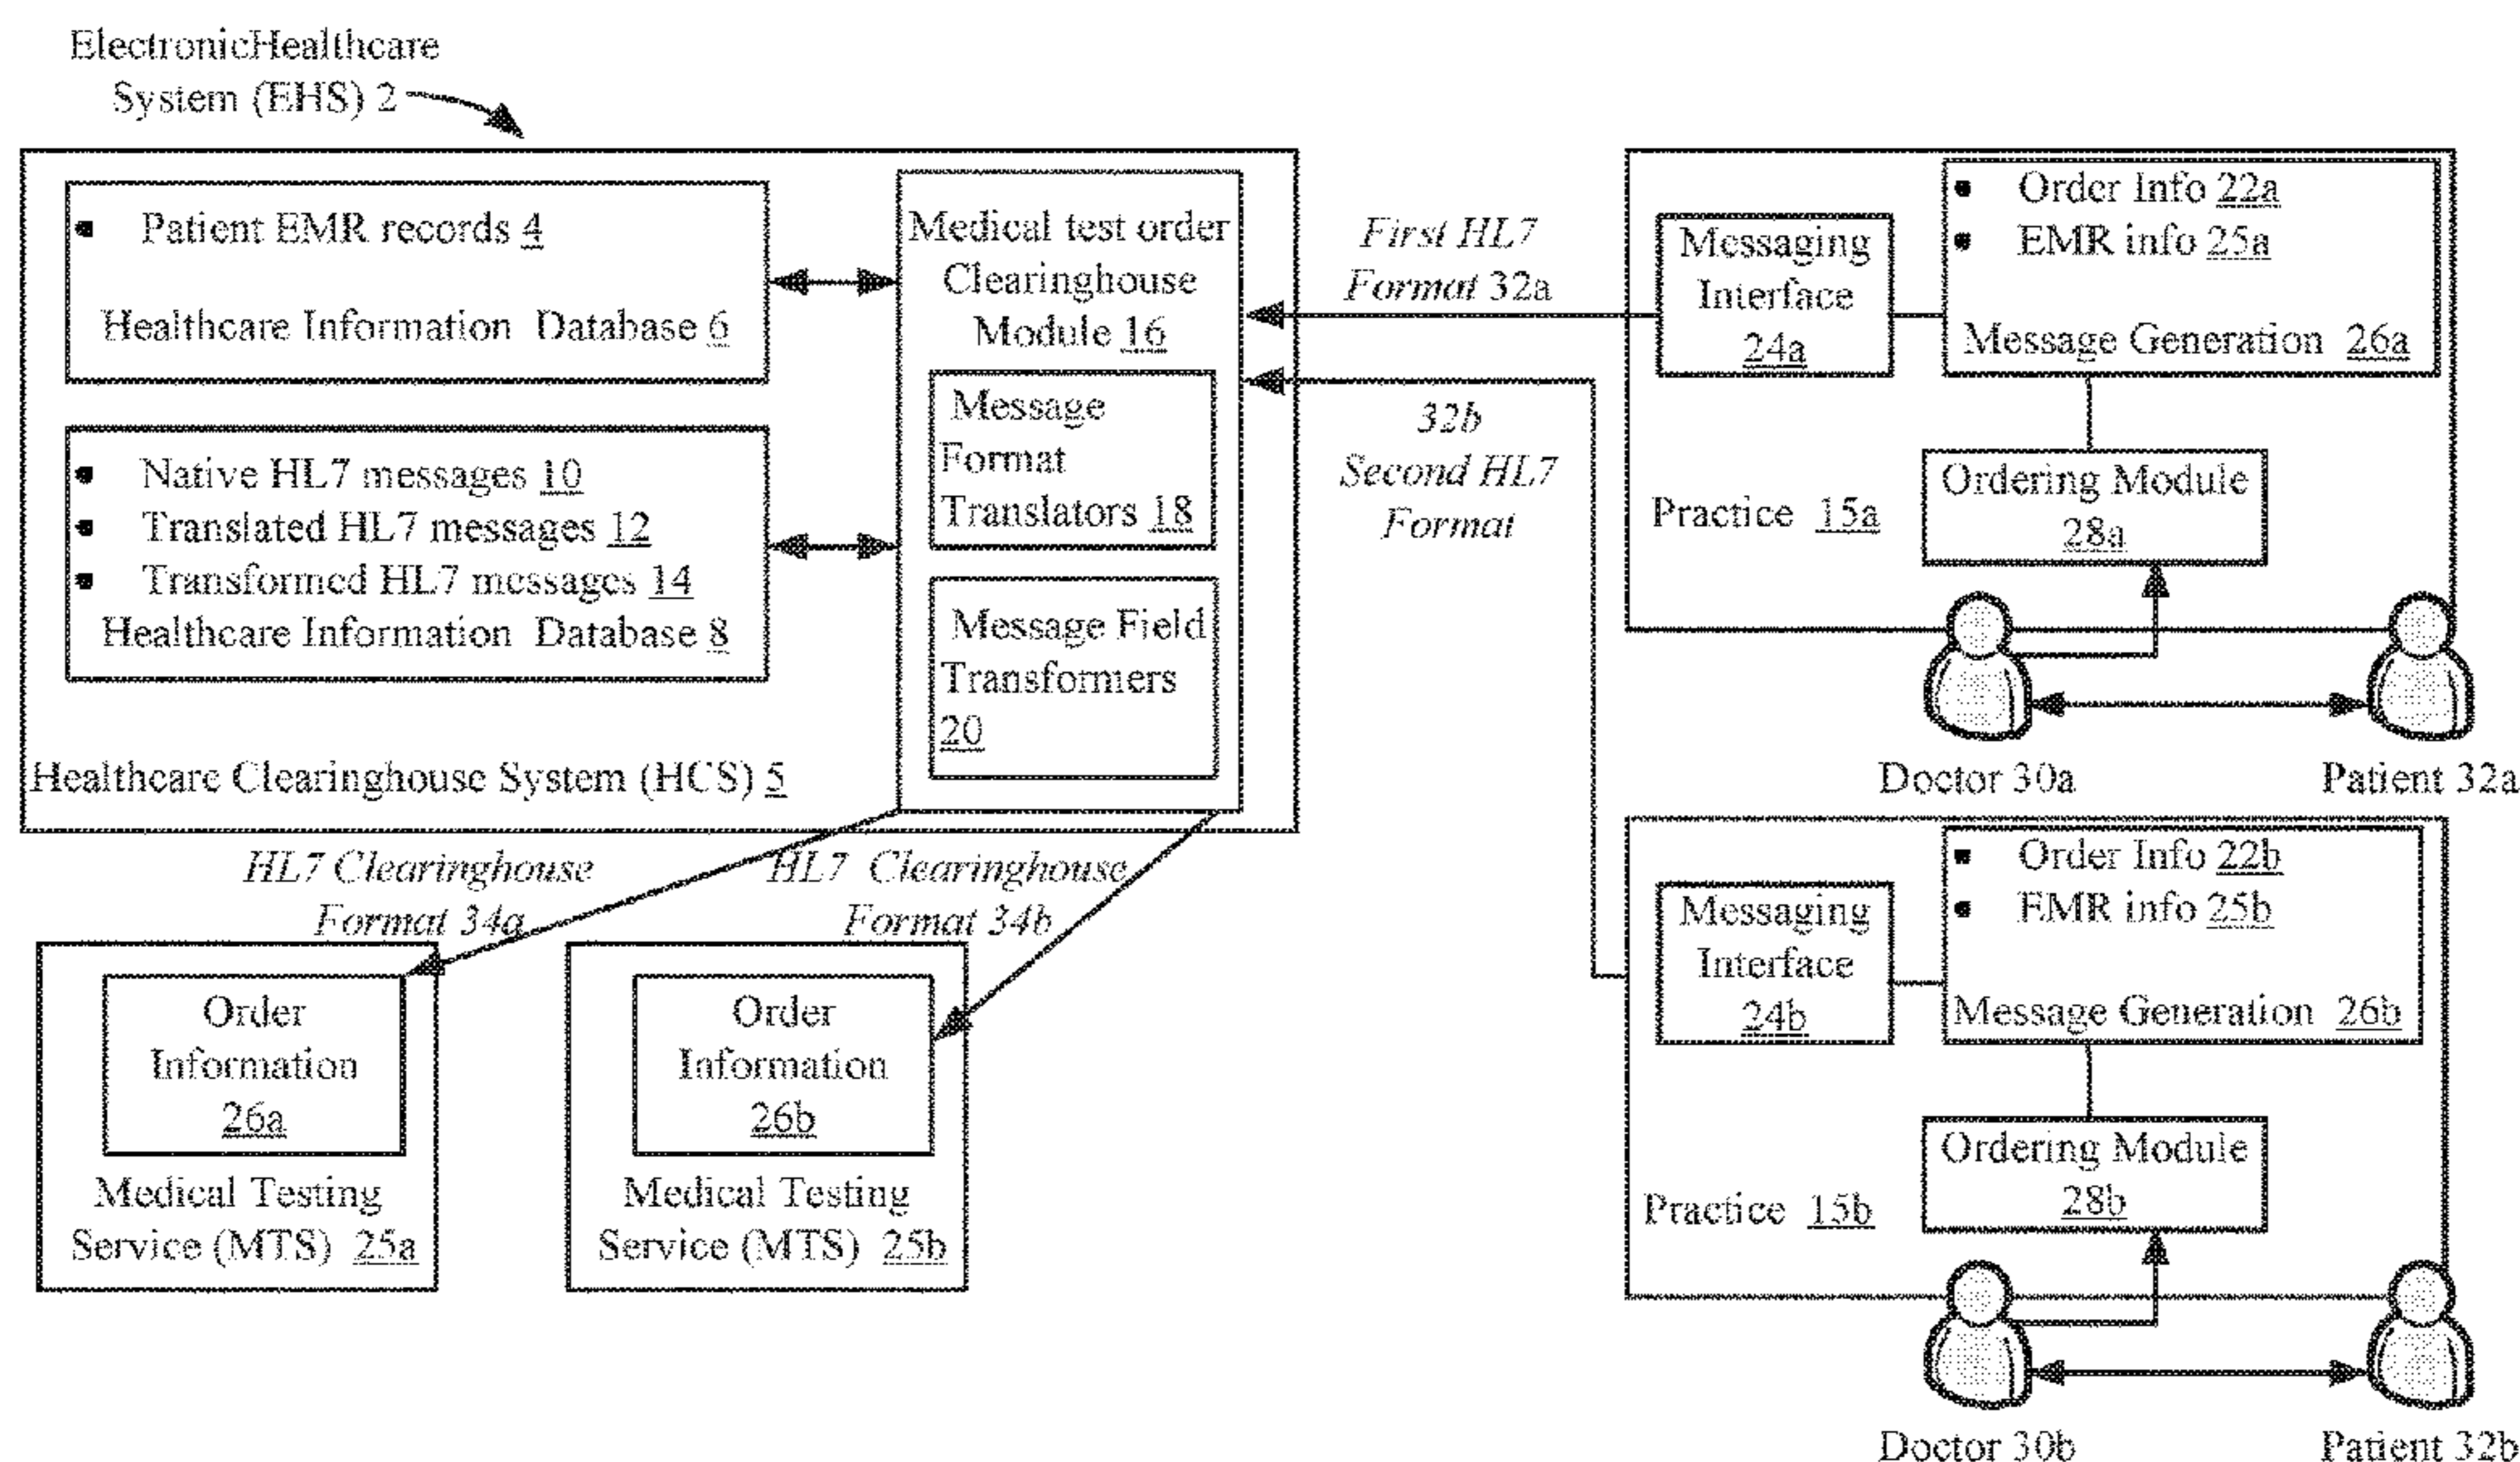 ElectronicHealthcare
System (EHS) 2
• Patient EMR records 4
Healthcare Information Database 6
• Native HL7 messages 10
• Translated HL7 messages 12
• Transformed HL7 messages 14
Healthcare Information Database 8
Healthcare Clearinghouse System (HCS) 5
Medical test order
Clearinghouse
Module 16
Message
Format
Translators 18
Message Field
Transformers
20
First HL7
Format 32a
32b
Second HL7
Format
Messaging
Interface
24a
• Order Info 22a
• EMR info 25a
Message Generation 26a
Ordering Module
28a
Practice 15a
Doctor 30a
Patient 32a
HL7 Clearinghouse
Format 34a
HL7 Clearinghouse
Format 34b
Order
Information
26a
Medical Testing
Service (MTS) 25a
Order
Information
26b
Medical Testing
Service (MTS) 25b
Messaging
Interface
24b
• Order Info 22b
• EMR info 25b
Message Generation 26b
Ordering Module
28b
Practice 15b
Doctor 30b
Patient 32b